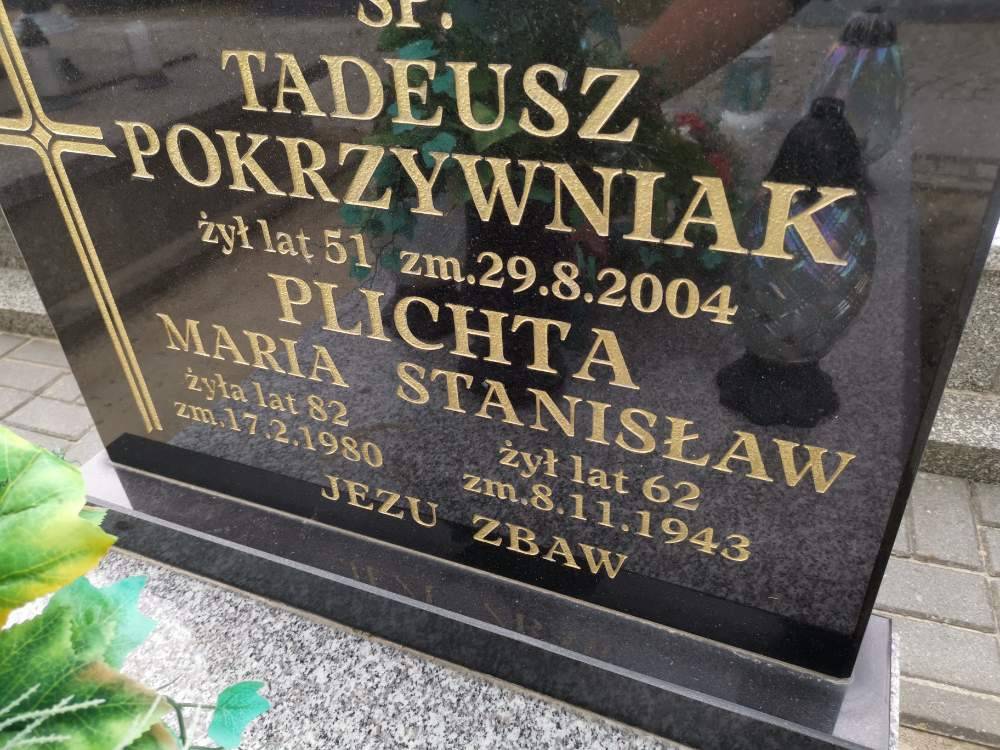 ŚP.
TADEUSZ
POKRZYWNIAK
żył lat 51 zm.29.8.2004
PLICHTA
MARIA STANISŁAW
żyła lat 82 żył lat 62
zm.17.2.1980 zm.8.11.1943
JEZU ZBAW